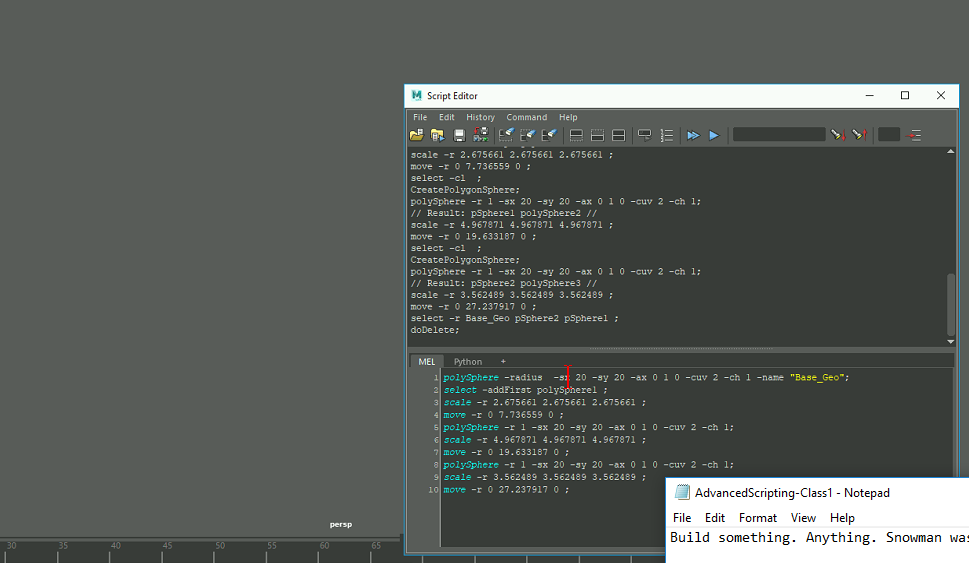 Script Editor
File Edit History Command Help
scale -r 2.675661 2.675661 2.675661 ;
move -r 0 7.736559 0 ;
select -cl  ;
CreatePolygonSphere;
polySphere -r 1 -sx 20 -sy 20 -ax 0 1 0 -cuv 2 -ch 1;
// Result: pSphere1 polySphere2 //
scale -r 4.967871 4.967871 4.967871 ;
move -r 0 19.633187 0 ;
select -cl  ;
CreatePolygonSphere;
polySphere -r 1 -sx 20 -sy 20 -ax 0 1 0 -cuv 2 -ch 1;
// Result: pSphere2 polySphere3 //
scale -r 3.562489 3.562489 3.562489 ;
move -r 0 27.237917 0 ;
select -r Base_Geo pSphere2 pSphere1 ;
doDelete;
MEL Python +
1 polySphere -radius  -sx 20 -sy 20 -ax 0 1 0 -cuv 2 -ch 1 -name "Base_Geo";
2 select -addFirst polySphere1 ;
3 scale -r 2.675661 2.675661 2.675661 ;
4 move -r 0 7.736559 0 ;
5 polySphere -r 1 -sx 20 -sy 20 -ax 0 1 0 -cuv 2 -ch 1;
6 scale -r 4.967871 4.967871 4.967871 ;
7 move -r 0 19.633187 0 ;
8 polySphere -r 1 -sx 20 -sy 20 -ax 0 1 0 -cuv 2 -ch 1;
9 scale -r 3.562489 3.562489 3.562489 ;
10 move -r 0 27.237917 0 ;
AdvancedScripting-Class1 - Notepad
File Edit Format View Help
Build something. Anything. Snowman was
persp
30 35 40 45 50 55 60 65